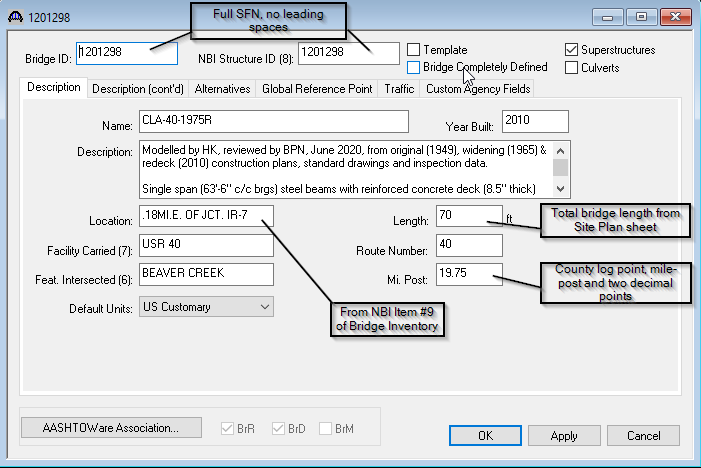 1201298
Full SFN, no leading
spaces
Bridge ID: 1201298 NBI Structure ID (8): 1201298
Template
Superstructures
Bridge Completely Defined
Culverts
Description Description (cont'd) Alternatives Global Reference Point Traffic Custom Agency Fields
Name: CLA-40-1975R Year Built: 2010
Description: Modelled by HK, reviewed by BPN, June 2020, from original (1949), widening (1965) &
redeck (2010) construction plans, standard drawings and inspection data.
Single span (63'-6" c/c brgs) steel beams with reinforced concrete deck (8.5" thick)
Location: .18MI.E. OF JCT. IR-7 Length: 70 ft
Total bridge length from
Site Plan sheet
Facility Carried (7): USR 40 Route Number: 40
Feat. Intersected (6): BEAVER CREEK Mi. Post: 19.75
County log point, mile-
post and two decimal
points
Default Units: US Customary
From NBI Item #9
of Bridge Inventory
AASHTOWare Association... BrR BrD BrM
OK Apply Cancel